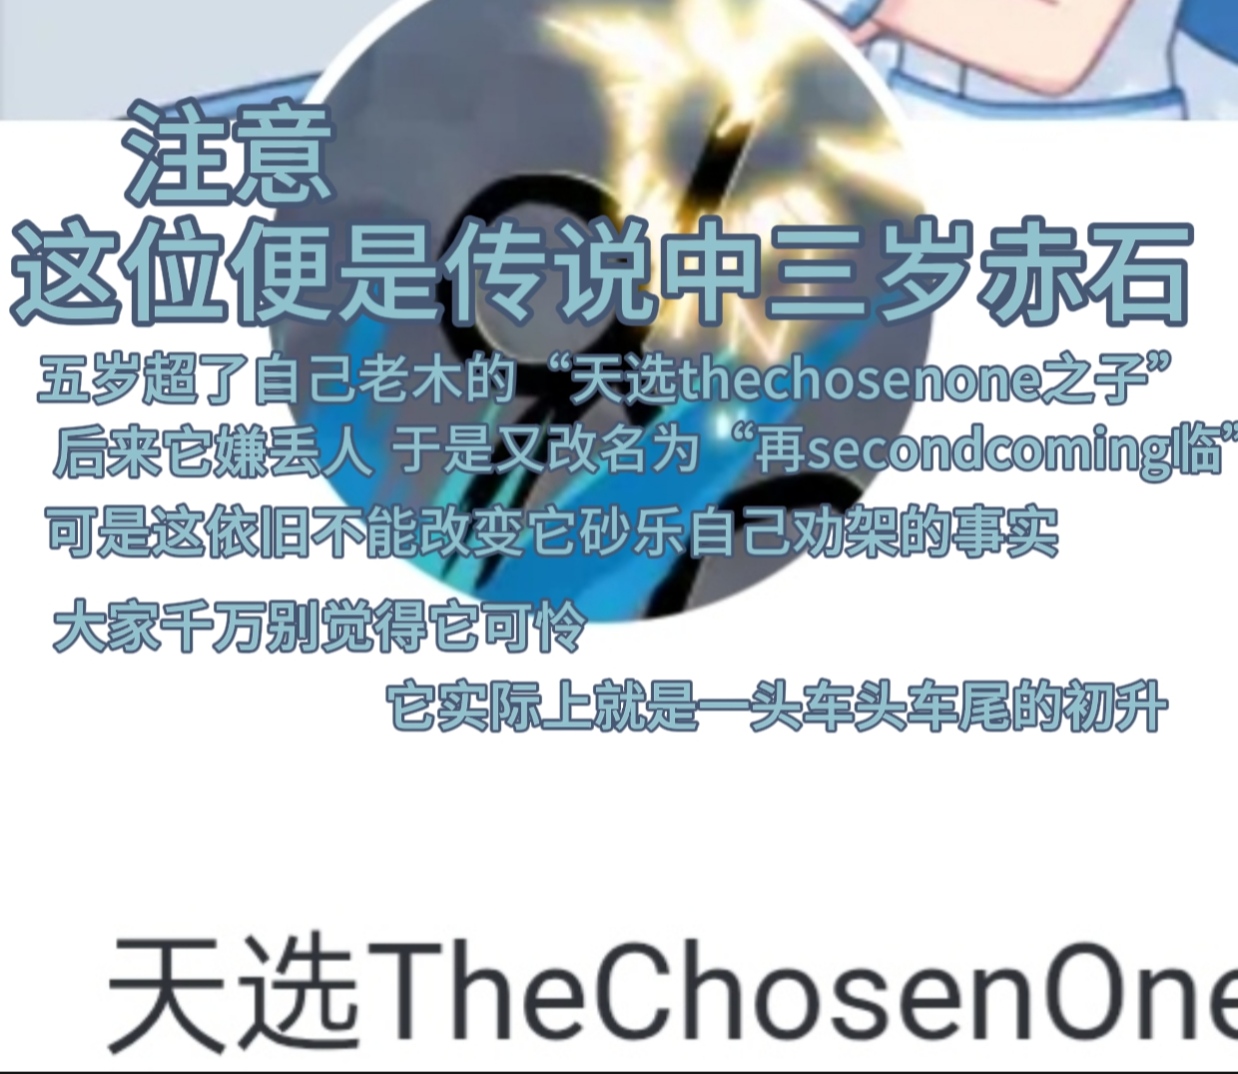 注意
这位便是传说中三岁赤石
五岁超了自己老木的“天选thechosenone之子”
后来它嫌丢人 于是又改名为“再secondcoming临”
可是这依旧不能改变它砂乐自己劝架的事实
大家千万别觉得它可怜
它实际上就是一头车头车尾的初升
天选TheChosenOne